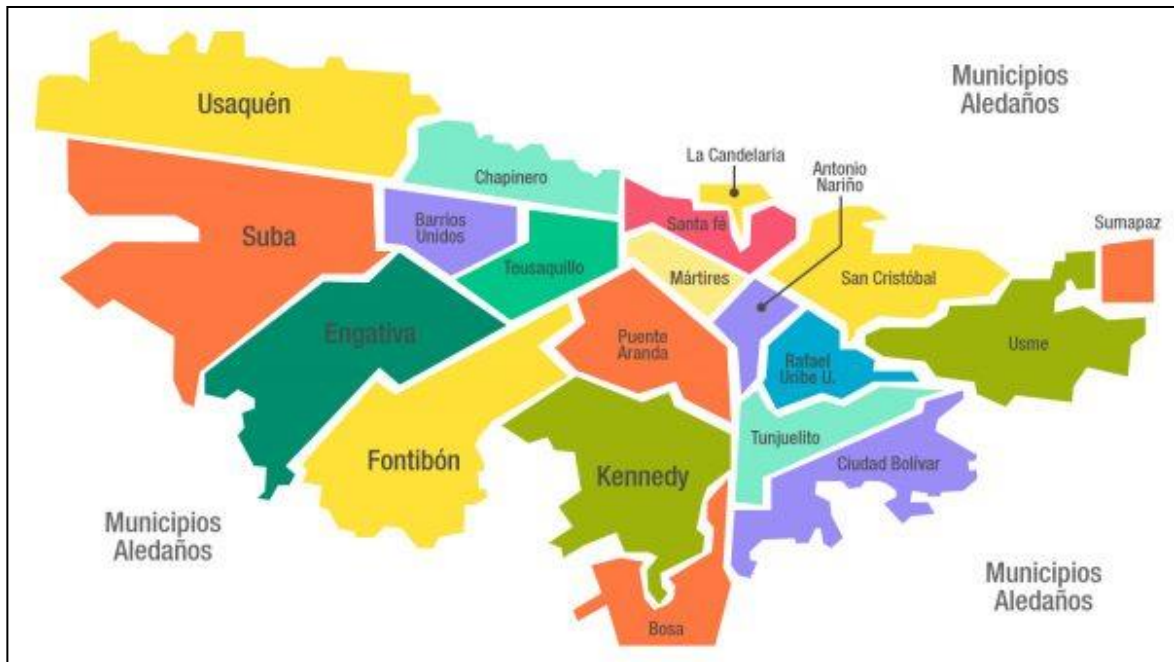 Usaquén
Municipios
Aledaños
La Candelaria
Antonio
Nariño
Chapinero
Suba
Barrios
Unidos
Santa fé
Sumapaz
Teusaquillo
Mártires
San Cristóbal
Engativa
Puente
Aranda
Rafael
Uribe U.
Usme
Fontibón
Kennedy
Tunjuelito
Ciudad Bolívar
Municipios
Aledaños
Municipios
Aledaños
Bosa